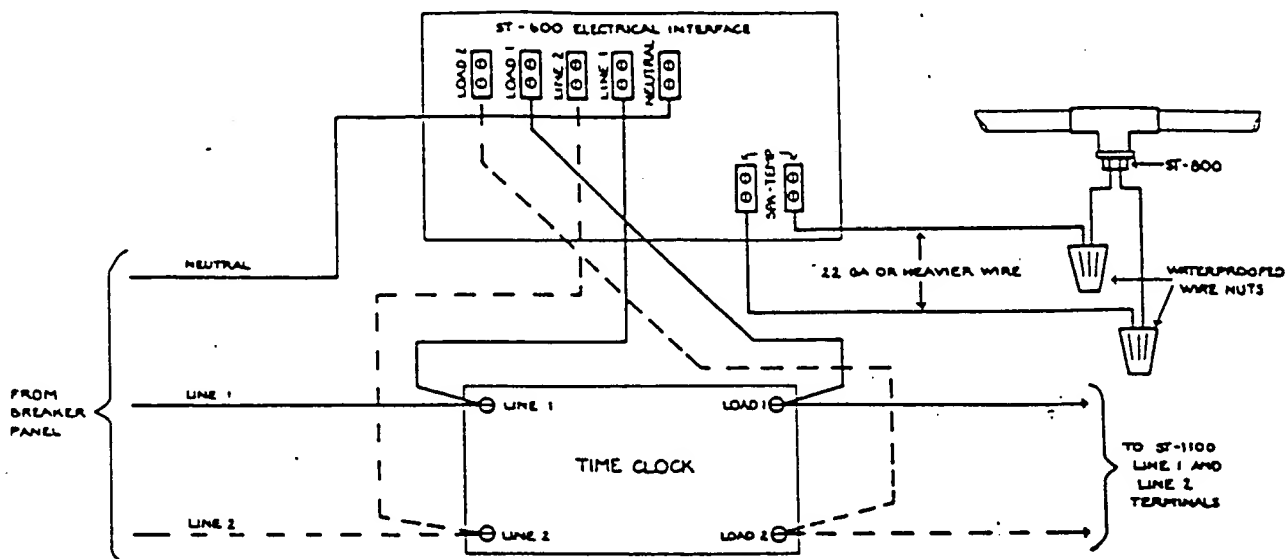 ST-600 ELECTRICAL INTERFACE
LOAD 2
LOAD 1
LINE 2
LINE 1
NEUTRAL
SPA-TEMP
1
2
ST-800
NEUTRAL
22 GA OR HEAVIER WIRE
WATERPROOFED
WIRE NUTS
FROM
BREAKER
PANEL
LINE 1
LINE 1
LOAD 1
TIME CLOCK
TO ST-1100
LINE 1 AND
LINE 2
TERMINALS
LINE 2
LINE 2
LOAD 2